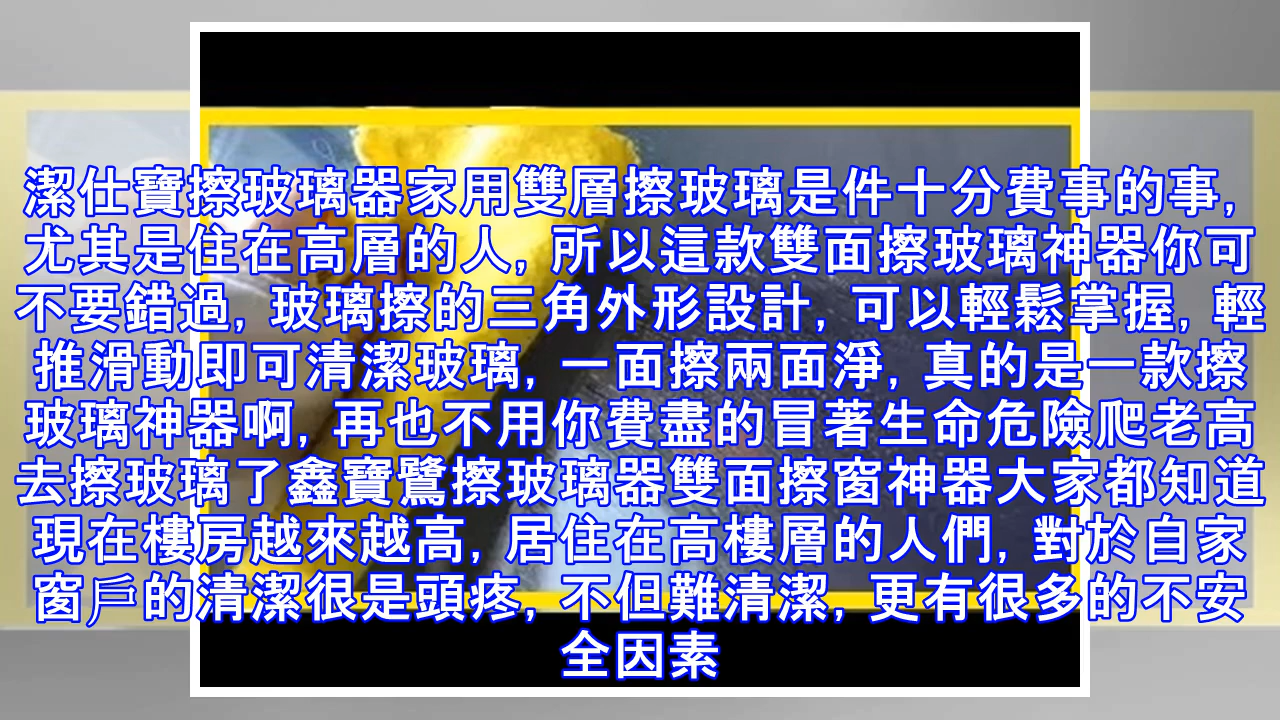 潔仕寶擦玻璃器家用雙層擦玻璃是件十分費事的事,
尤其是住在高層的人, 所以這款雙面擦玻璃神器你可
不要錯過, 玻璃擦的三角外形設計, 可以輕鬆掌握, 輕
推滑動即可清潔玻璃, 一面擦兩面淨, 真的是一款擦
玻璃神器啊, 再也不用你費盡的冒著生命危險爬老高
去擦玻璃了鑫寶鷺擦玻璃器雙面擦窗神器大家都知道
現在樓房越來越高, 居住在高樓層的人們, 對於自家
窗戶的清潔很是頭疼, 不但難清潔, 更有很多的不安
全因素